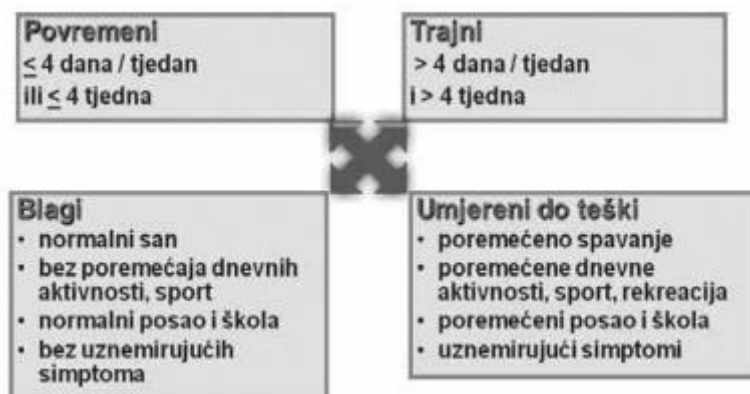 Povremeni
≤ 4 dana / tjedan
ili ≤ 4 tjedna
Trajni
> 4 dana / tjedan
i > 4 tjedna
Blagi
• normalni san
• bez poremećaja dnevnih
aktivnosti, sport
• normalni posao i škola
• bez uznemirujućih
simptoma
Umjereni do teški
• poremećeno spavanje
• poremećene dnevne
aktivnosti, sport, rekreacija
• poremećeni posao i škola
• uznemirujući simptomi